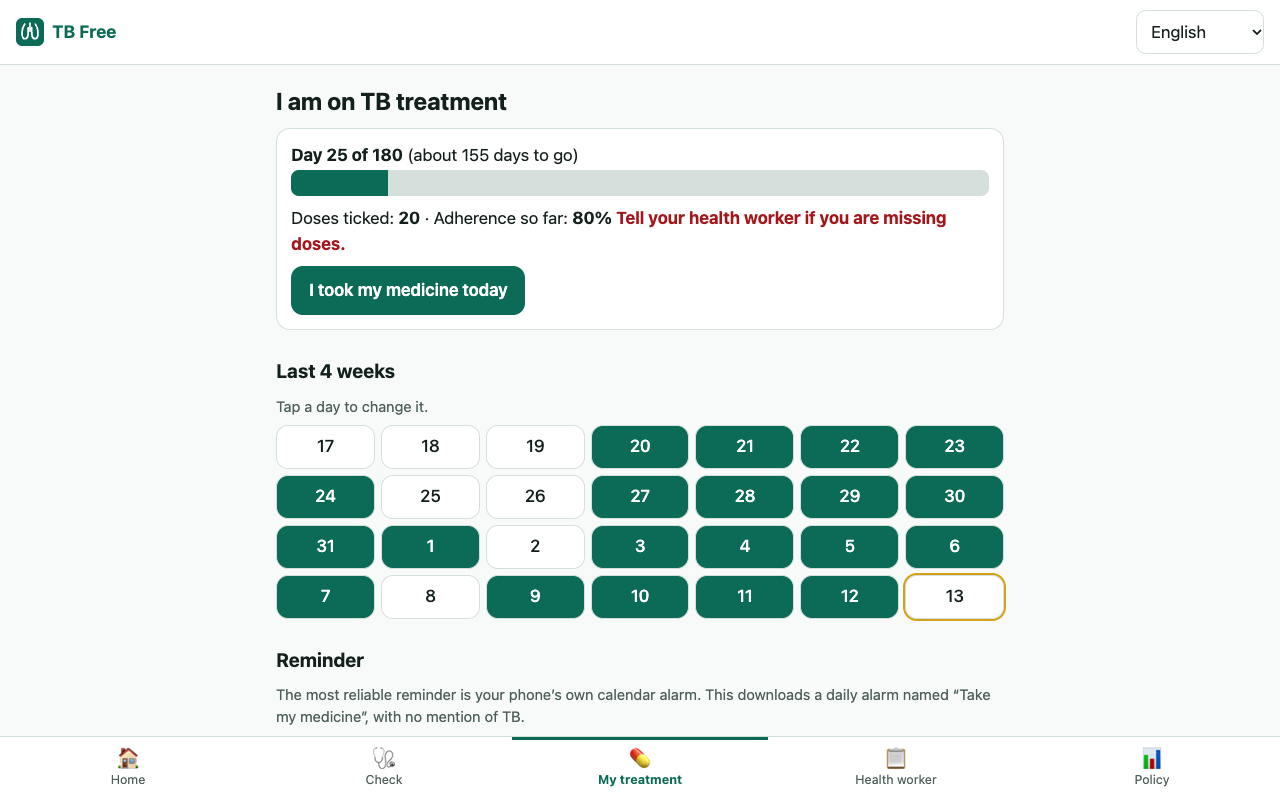 TB Free
English
I am on TB treatment
Day 25 of 180 (about 155 days to go)
Doses ticked: 20 · Adherence so far: 80% Tell your health worker if you are missing
doses.
I took my medicine today
Last 4 weeks
Tap a day to change it.
17 18 19 20 21 22 23
24 25 26 27 28 29 30
31 1 2 3 4 5 6
7 8 9 10 11 12 13
Reminder
The most reliable reminder is your phone’s own calendar alarm. This downloads a daily alarm named “Take
my medicine”, with no mention of TB.
Home Check My treatment Health worker Policy